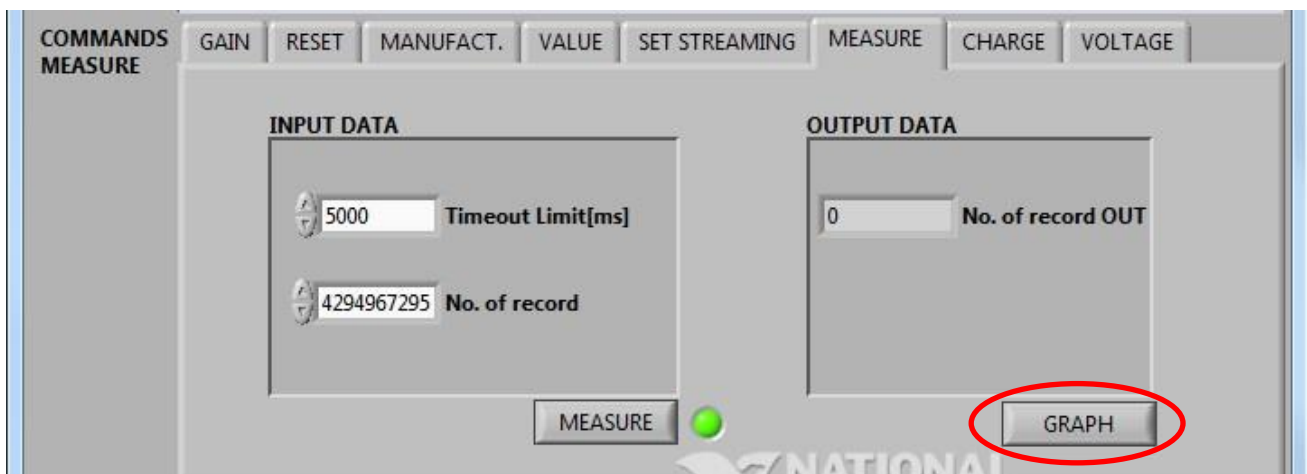 COMMANDS
MEASURE
GAIN RESET MANUFACT. VALUE SET STREAMING MEASURE CHARGE VOLTAGE
INPUT DATA
5000 Timeout Limit[ms]
4294967295 No. of record
MEASURE
OUTPUT DATA
0 No. of record OUT
GRAPH
NATIONAL